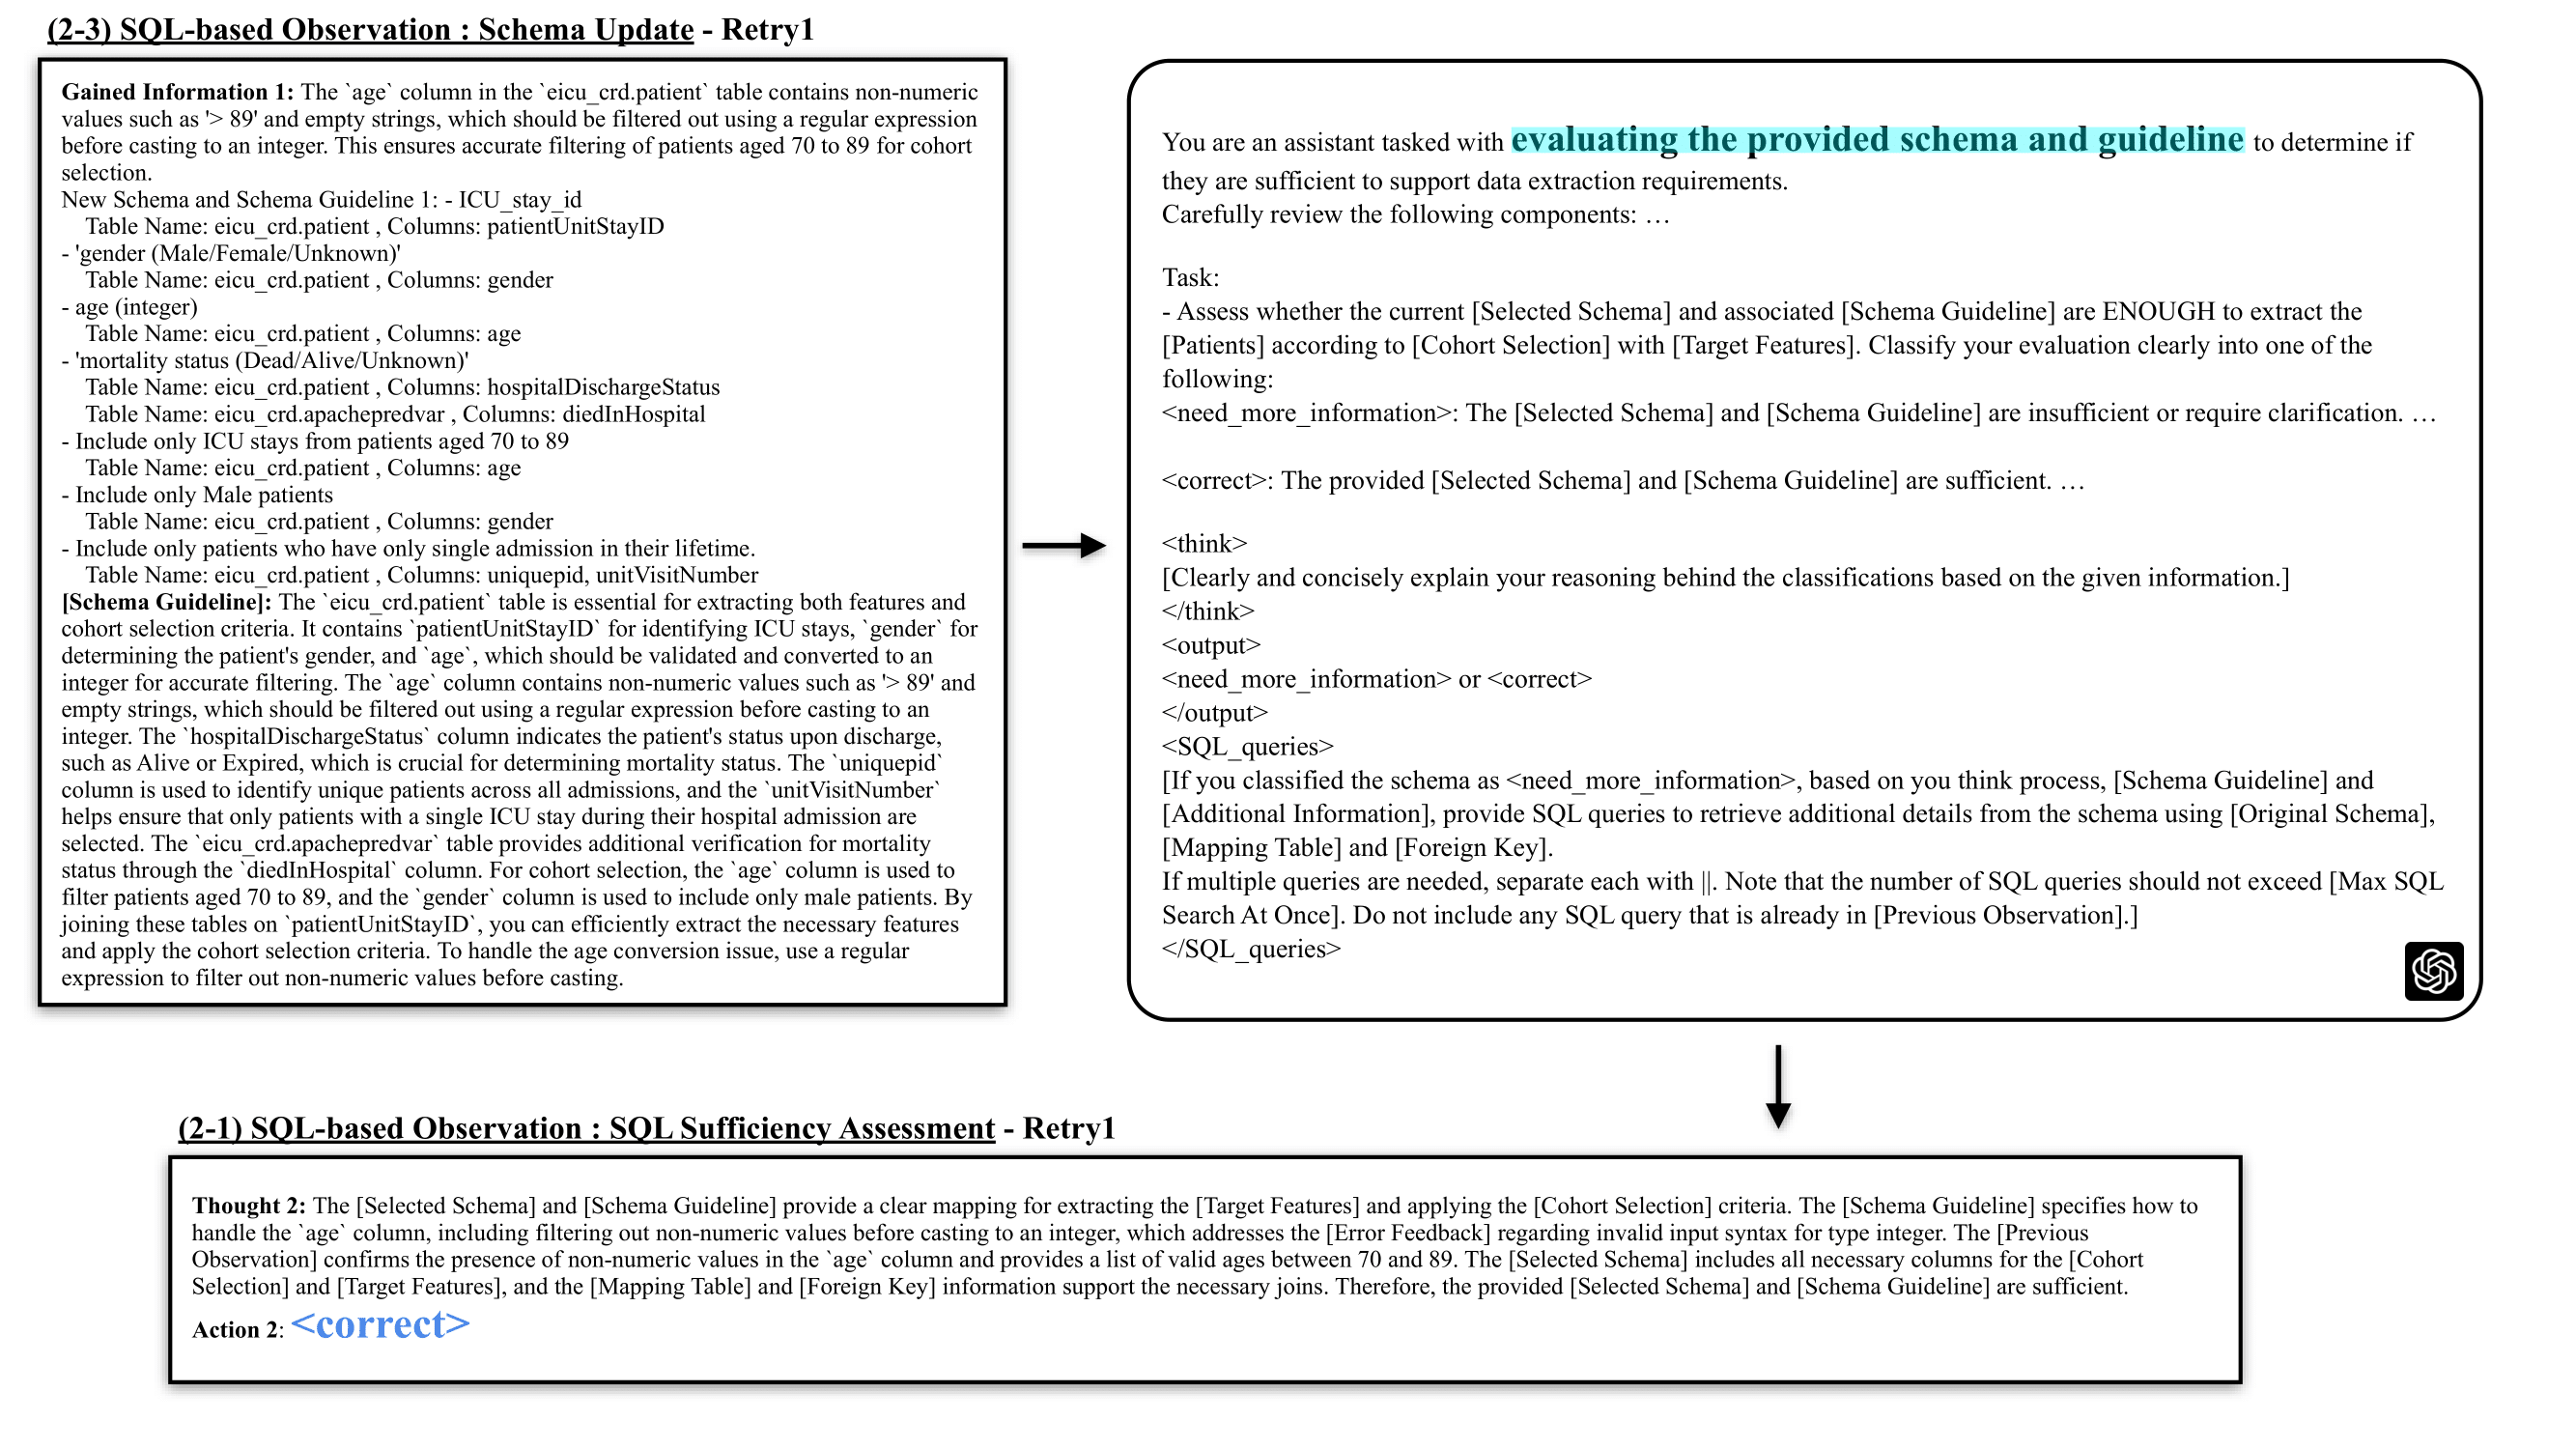 (2-3) SQL-based Observation : Schema Update - Retry1
Gained Information 1: The `age` column in the `eicu_crd.patient` table contains non-numeric
values such as '> 89' and empty strings, which should be filtered out using a regular expression
before casting to an integer. This ensures accurate filtering of patients aged 70 to 89 for cohort
selection.
New Schema and Schema Guideline 1: - ICU_stay_id
Table Name: eicu_crd.patient , Columns: patientUnitStayID
- 'gender (Male/Female/Unknown)'
Table Name: eicu_crd.patient , Columns: gender
- age (integer)
Table Name: eicu_crd.patient , Columns: age
- 'mortality status (Dead/Alive/Unknown)'
Table Name: eicu_crd.patient , Columns: hospitalDischargeStatus
Table Name: eicu_crd.apachepredvar , Columns: diedInHospital
- Include only ICU stays from patients aged 70 to 89
Table Name: eicu_crd.patient , Columns: age
- Include only Male patients
Table Name: eicu_crd.patient , Columns: gender
- Include only patients who have only single admission in their lifetime.
Table Name: eicu_crd.patient , Columns: uniquepid, unitVisitNumber
[Schema Guideline]: The `eicu_crd.patient` table is essential for extracting both features and
cohort selection criteria. It contains `patientUnitStayID` for identifying ICU stays, `gender` for
determining the patient's gender, and `age`, which should be validated and converted to an
integer for accurate filtering. The `age` column contains non-numeric values such as '> 89' and
empty strings, which should be filtered out using a regular expression before casting to an
integer. The `hospitalDischargeStatus` column indicates the patient's status upon discharge,
such as Alive or Expired, which is crucial for determining mortality status. The `uniquepid`
column is used to identify unique patients across all admissions, and the `unitVisitNumber`
helps ensure that only patients with a single ICU stay during their hospital admission are
selected. The `eicu_crd.apachepredvar` table provides additional verification for mortality
status through the `diedInHospital` column. For cohort selection, the `age` column is used to
filter patients aged 70 to 89, and the `gender` column is used to include only male patients. By
joining these tables on `patientUnitStayID`, you can efficiently extract the necessary features
and apply the cohort selection criteria. To handle the age conversion issue, use a regular
expression to filter out non-numeric values before casting.
You are an assistant tasked with evaluating the provided schema and guideline to determine if
they are sufficient to support data extraction requirements.
Carefully review the following components: …
Task:
- Assess whether the current [Selected Schema] and associated [Schema Guideline] are ENOUGH to extract the
[Patients] according to [Cohort Selection] with [Target Features]. Classify your evaluation clearly into one of the
following:
<need_more_information>: The [Selected Schema] and [Schema Guideline] are insufficient or require clarification. …
<correct>: The provided [Selected Schema] and [Schema Guideline] are sufficient. …
<think>
[Clearly and concisely explain your reasoning behind the classifications based on the given information.]
</think>
<output>
<need_more_information> or <correct>
</output>
<SQL_queries>
[If you classified the schema as <need_more_information>, based on you think process, [Schema Guideline] and
[Additional Information], provide SQL queries to retrieve additional details from the schema using [Original Schema],
[Mapping Table] and [Foreign Key].
If multiple queries are needed, separate each with ||. Note that the number of SQL queries should not exceed [Max SQL
Search At Once]. Do not include any SQL query that is already in [Previous Observation].]
</SQL_queries>
(2-1) SQL-based Observation : SQL Sufficiency Assessment - Retry1
Thought 2: The [Selected Schema] and [Schema Guideline] provide a clear mapping for extracting the [Target Features] and applying the [Cohort Selection] criteria. The [Schema Guideline] specifies how to
handle the `age` column, including filtering out non-numeric values before casting to an integer, which addresses the [Error Feedback] regarding invalid input syntax for type integer. The [Previous
Observation] confirms the presence of non-numeric values in the `age` column and provides a list of valid ages between 70 and 89. The [Selected Schema] includes all necessary columns for the [Cohort
Selection] and [Target Features], and the [Mapping Table] and [Foreign Key] information support the necessary joins. Therefore, the provided [Selected Schema] and [Schema Guideline] are sufficient.
Action 2: <correct>